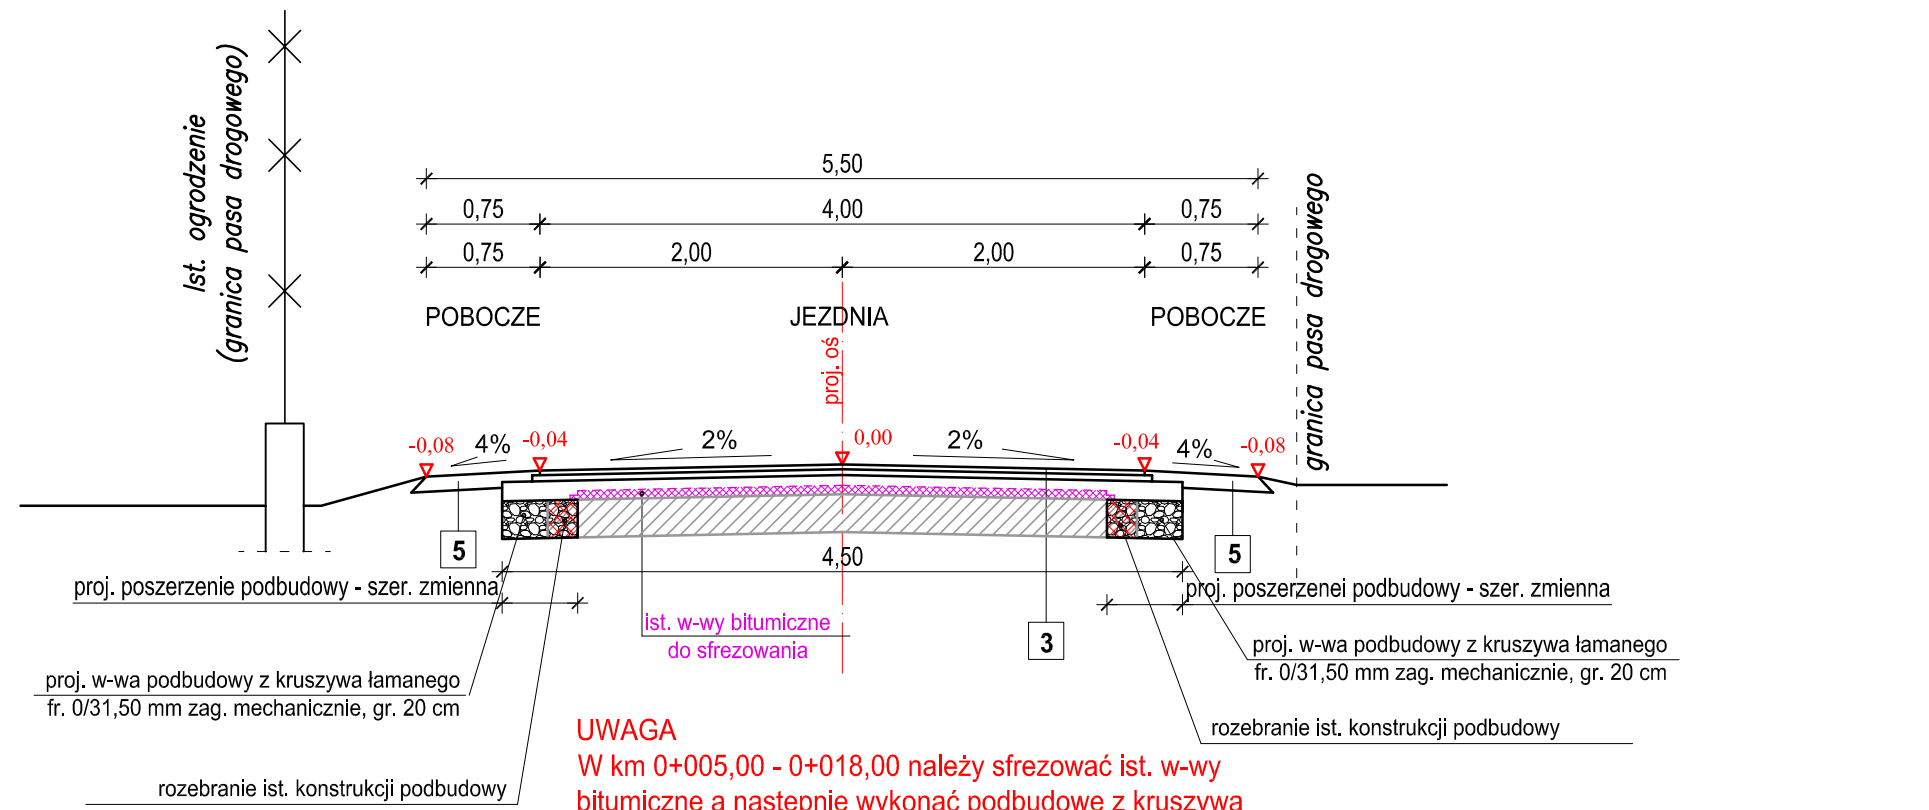 Ist. ogrodzenie
(granica pasa drogowego)
5,50
0,75
4,00
0,75
0,75
2,00
2,00
0,75
POBOCZE
JEZDNIA
POBOCZE
proj. oś
granica pasa drogowego
-0,08
4%
-0,04
2%
0,00
2%
-0,04
4%
-0,08
5
5
4,50
proj. poszerzenie podbudowy - szer. zmienna
proj. poszerzenei podbudowy - szer. zmienna
ist. w-wy bitumiczne
do sfrezowania
3
proj. w-wa podbudowy z kruszywa łamanego
fr. 0/31,50 mm zag. mechanicznie, gr. 20 cm
proj. w-wa podbudowy z kruszywa łamanego
fr. 0/31,50 mm zag. mechanicznie, gr. 20 cm
rozebranie ist. konstrukcji podbudowy
rozebranie ist. konstrukcji podbudowy
UWAGA
W km 0+005,00 - 0+018,00 należy sfrezować ist. w-wy
bitumiczne a następnie wykonać podbudowę z kruszywa